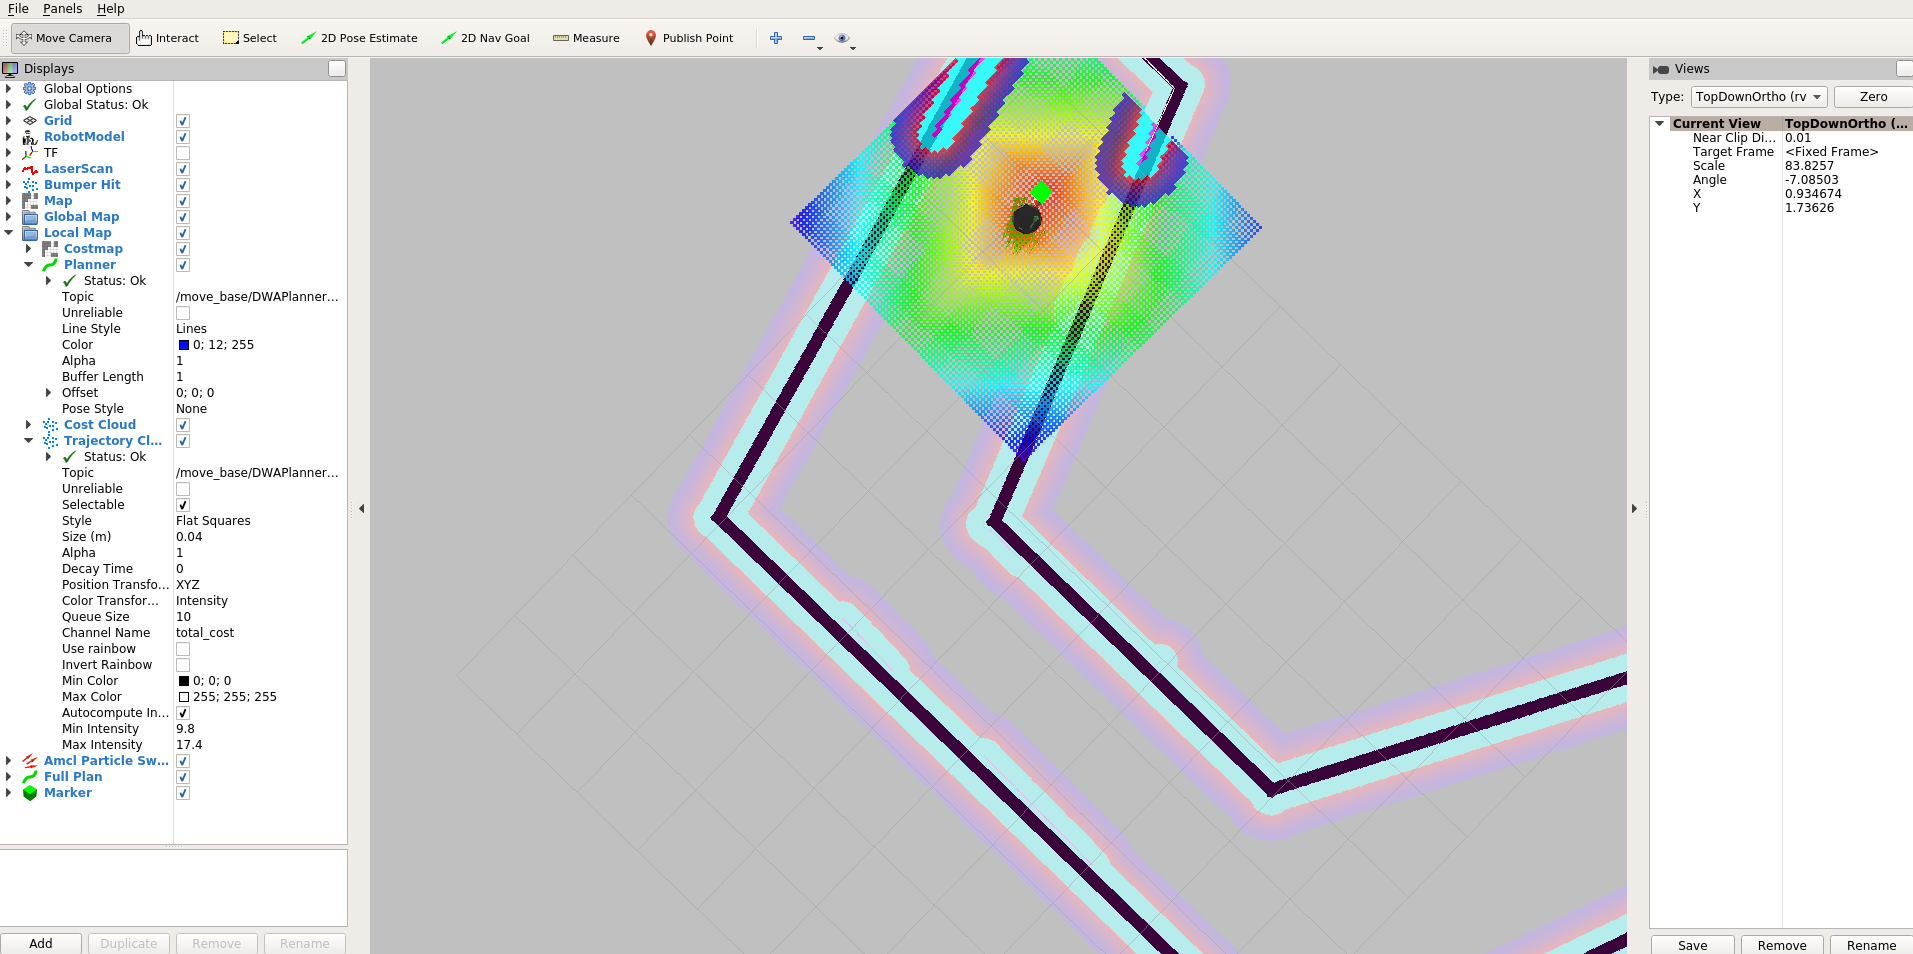 File Panels Help
Move Camera Interact Select 2D Pose Estimate 2D Nav Goal Measure Publish Point
Displays
Global Options
Global Status: Ok
Grid
RobotModel
TF
LaserScan
Bumper Hit
Map
Global Map
Local Map
Costmap
Planner
Status: Ok
Topic /move_base/DWAPlanner...
Unreliable
Line Style Lines
Color 0; 12; 255
Alpha 1
Buffer Length 1
Offset 0; 0; 0
Pose Style None
Cost Cloud
Trajectory Cl...
Status: Ok
Topic /move_base/DWAPlanner...
Unreliable
Selectable
Style Flat Squares
Size (m) 0.04
Alpha 1
Decay Time 0
Position Transfo... XYZ
Color Transfor... Intensity
Queue Size 10
Channel Name total_cost
Use rainbow
Invert Rainbow
Min Color 0; 0; 0
Max Color 255; 255; 255
Autocompute In...
Min Intensity 9.8
Max Intensity 17.4
Amcl Particle Sw...
Full Plan
Marker
Add Duplicate Remove Rename
Views
Type: TopDownOrtho (rv Zero
Current View TopDownOrtho (...
Near Clip Di... 0.01
Target Frame <Fixed Frame>
Scale 83.8257
Angle -7.08503
X 0.934674
Y 1.73626
Save Remove Rename